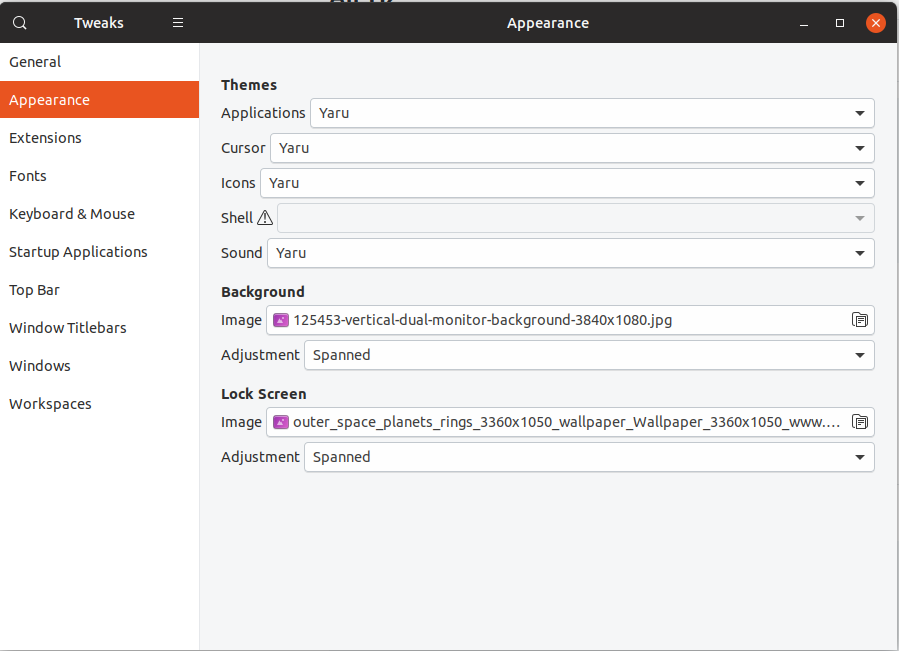 Tweaks
Appearance
General
Appearance
Extensions
Fonts
Keyboard & Mouse
Startup Applications
Top Bar
Window Titlebars
Windows
Workspaces
Themes
Applications Yaru
Cursor Yaru
Icons Yaru
Shell
Sound Yaru
Background
Image 125453-vertical-dual-monitor-background-3840x1080.jpg
Adjustment Spanned
Lock Screen
Image outer_space_planets_rings_3360x1050_wallpaper_Wallpaper_3360x1050_www....
Adjustment Spanned